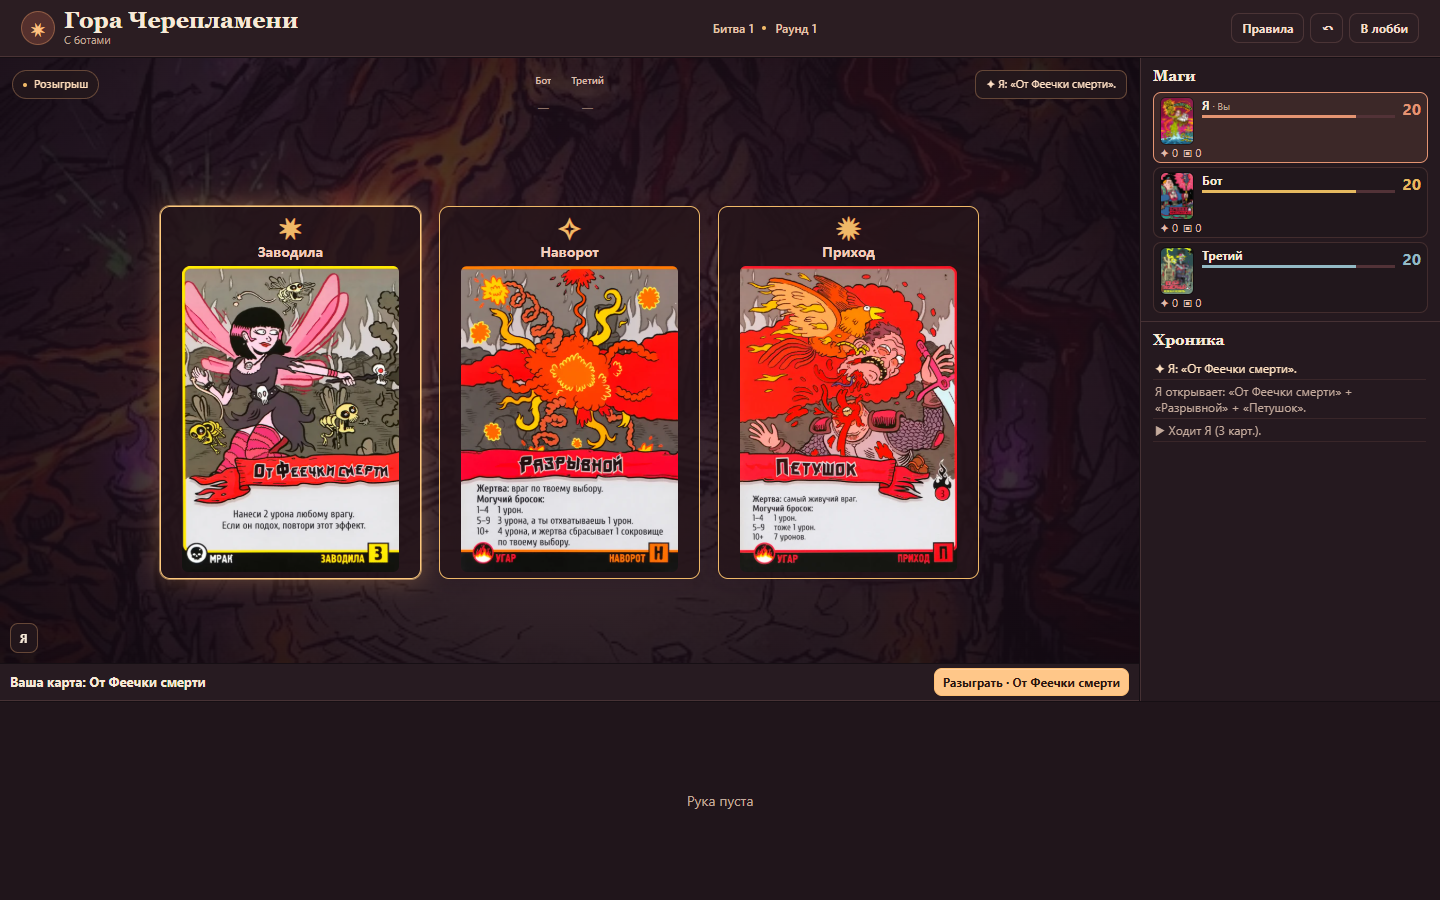 Гора Черепламени
С ботами
Битва 1 • Раунд 1
Правила
В лобби
Розыгрыш
Бот
Третий
— —
✦ Я: «От Феечки смерти».
Заводила
От Феечки смерти
Нанеси 2 урона любому врагу.
Если он подох, повтори этот эффект.
МРАК
ЗАВОДИЛА 3
Наворот
Разрывной
Жертва: враг по твоему выбору.
Могучий бросок:
1–4 1 урон.
5–9 3 урона, а ты отхватываешь 1 урон.
10+ 4 урона, и жертва сбрасывает 1 сокровище
по твоему выбору.
УГАР
НАВОРОТ Н
Приход
Петушок
3
Жертва: самый живучий враг.
Могучий бросок:
1–4 1 урон.
5–9 тоже 1 урон.
10+ 7 уронов.
УГАР
ПРИХОД П
Я
Ваша карта: От Феечки смерти
Разыграть · От Феечки смерти
Рука пуста
Маги
Я · Вы
20
✦ 0 ▣ 0
Бот
20
✦ 0 ▣ 0
Третий
20
✦ 0 ▣ 0
Хроника
✦ Я: «От Феечки смерти».
Я открывает: «От Феечки смерти» +
«Разрывной» + «Петушок».
▶ Ходит Я (3 карт.).